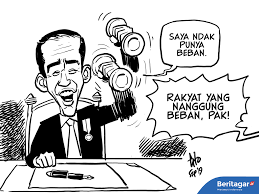 SAYA NDAK
PUNYA
BEBAN.
RAKYAT YANG
NANGGUNG
BEBAN, PAK!
Beritagar